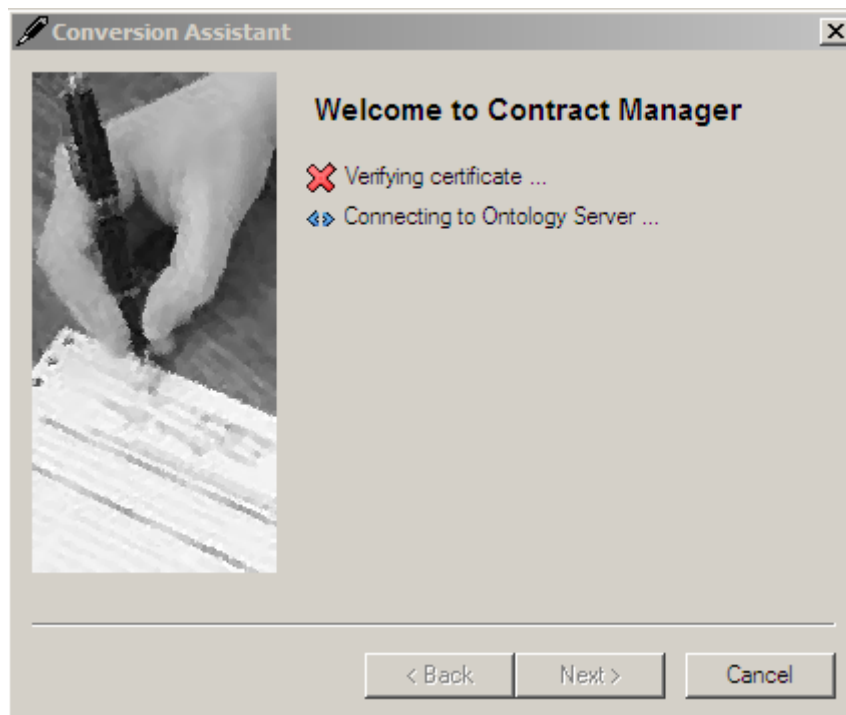 Conversion Assistant
Welcome to Contract Manager
Verifying certificate ...
Connecting to Ontology Server ...
< Back
Next >
Cancel